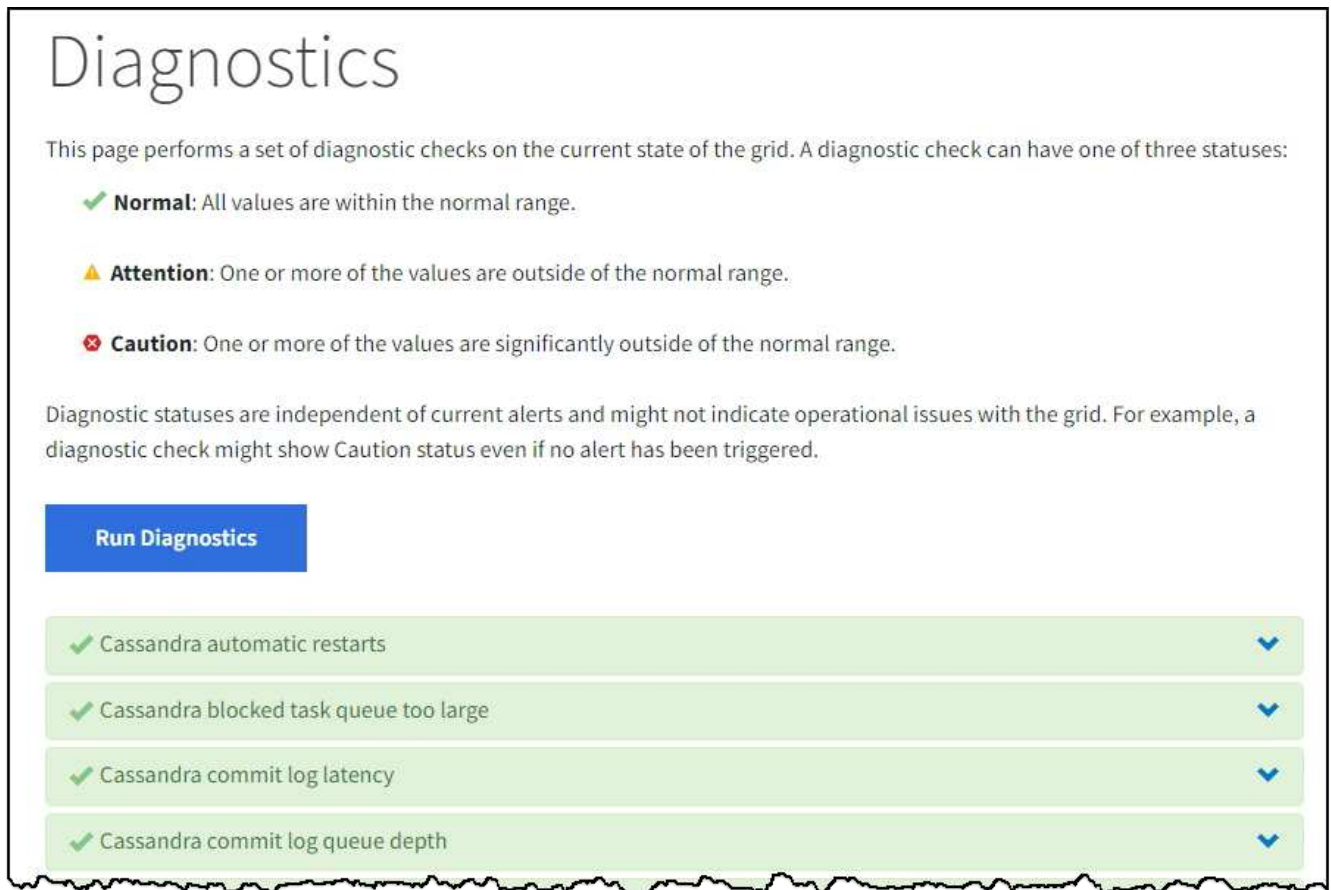 Diagnostics
This page performs a set of diagnostic checks on the current state of the grid. A diagnostic check can have one of three statuses:
Normal: All values are within the normal range.
Attention: One or more of the values are outside of the normal range.
Caution: One or more of the values are significantly outside of the normal range.
Diagnostic statuses are independent of current alerts and might not indicate operational issues with the grid. For example, a
diagnostic check might show Caution status even if no alert has been triggered.
Run Diagnostics
Cassandra automatic restarts
Cassandra blocked task queue too large
Cassandra commit log latency
Cassandra commit log queue depth